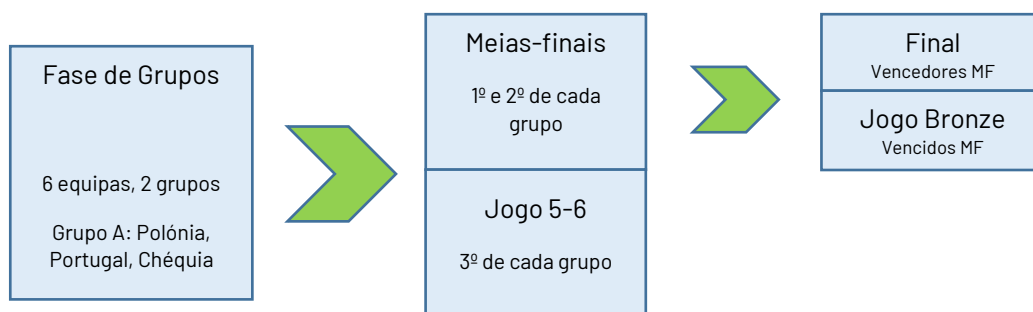 Fase de Grupos
6 equipas, 2 grupos
Grupo A: Polónia,
Portugal, Chéquia
Meias-finais
1º e 2º de cada
grupo
Jogo 5-6
3º de cada grupo
Final
Vencedores MF
Jogo Bronze
Vencidos MF